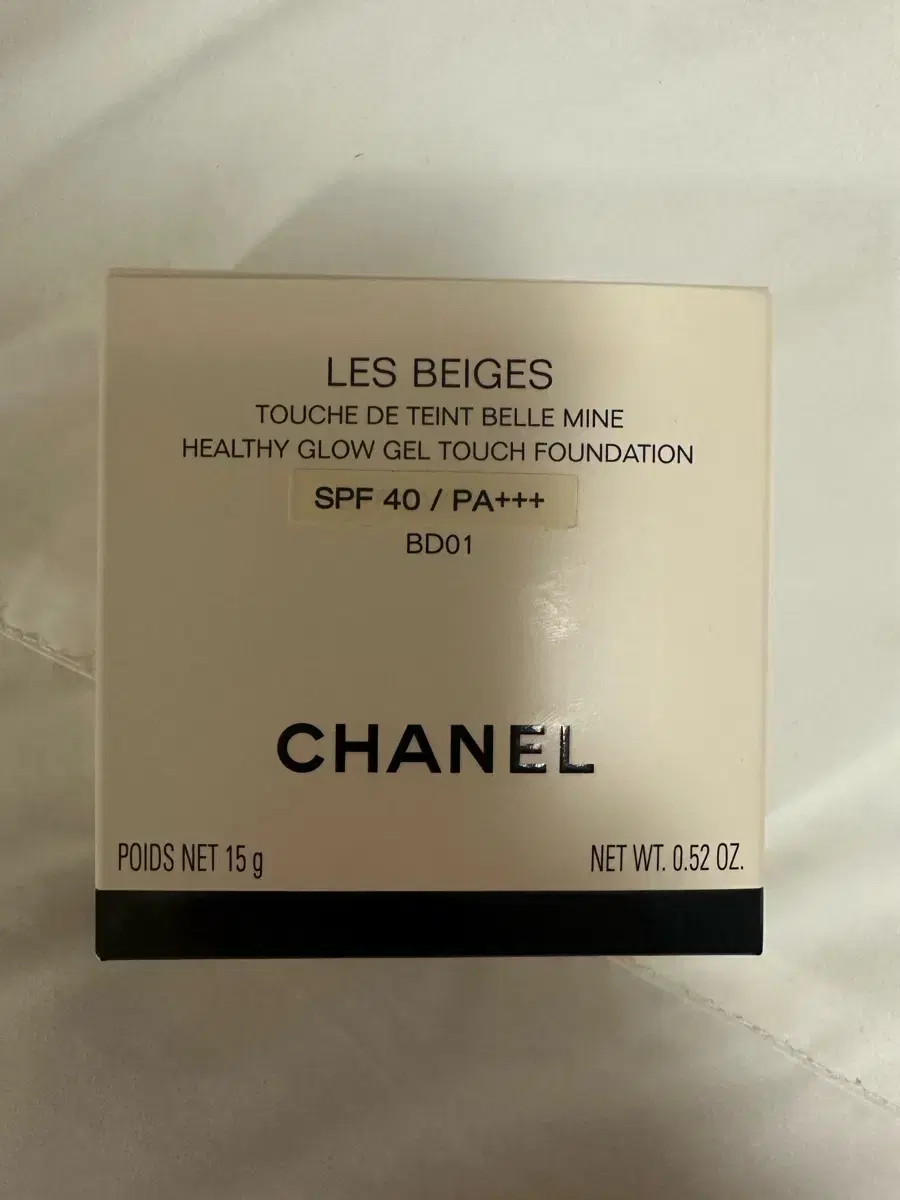 LES BEIGES
TOUCHE DE TEINT BELLE MINE
HEALTHY GLOW GEL TOUCH FOUNDATION
SPF 40 / PA+++
BD01
CHANEL
POIDS NET 15 g
NET WT. 0.52 OZ.